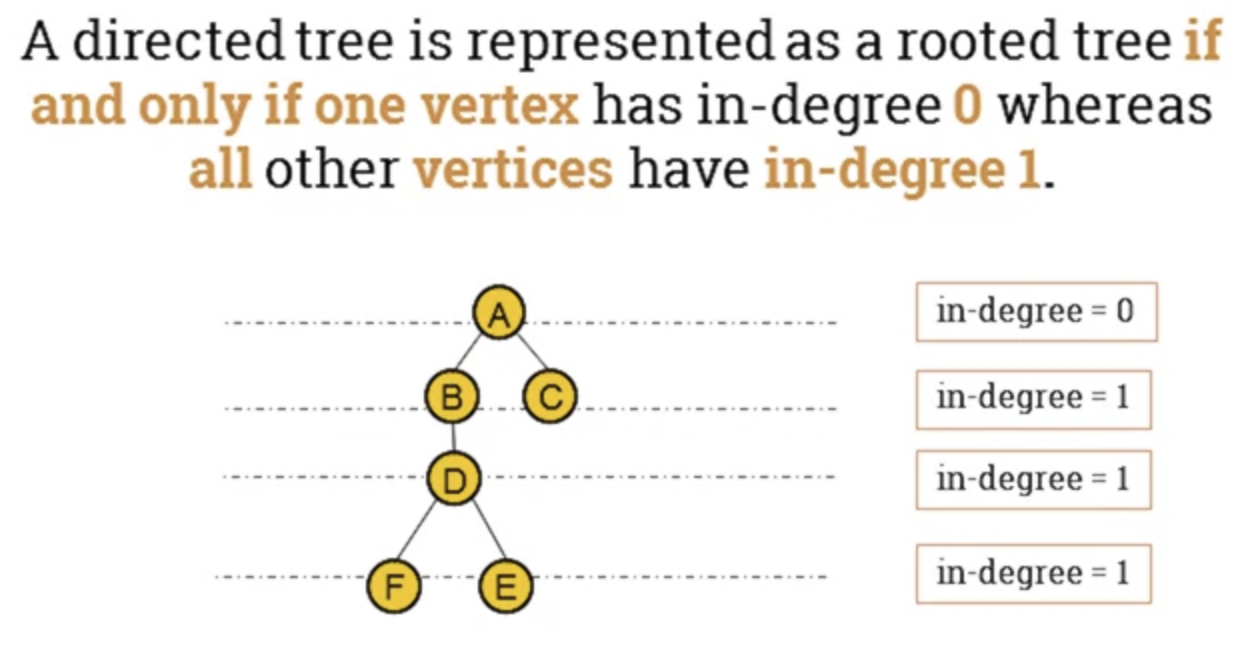 A directed tree is represented as a rooted tree if
and only if one vertex has in-degree 0 whereas
all other vertices have in-degree 1.
A
in-degree = 0
B C
in-degree = 1
D
in-degree = 1
F E
in-degree = 1